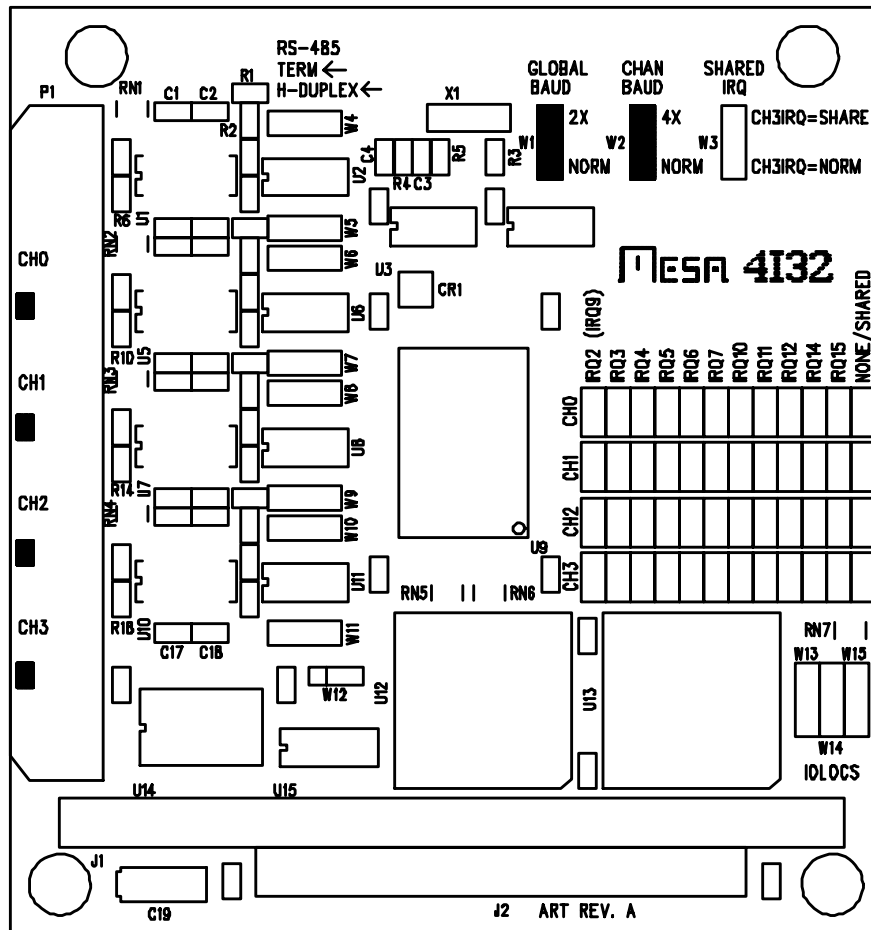 RS-485
TERM ←
H-DUPLEX ←
GLOBAL BAUD
CHAN BAUD
SHARED IRQ
P1
RN1
C1
C2
R1
R2
W4
X1
W1
2X
NORM
W2
4X
NORM
W3
CH3IRQ=SHARE
CH3IRQ=NORM
C4
R4
C3
R5
R3
U2
R6
U1
RN2
W5
W6
U3
CR1
MESA 4I32
CH0
U6
R10
U5
RN3
W7
W8
IRQ2 (IRQ9)
IRQ3
IRQ4
IRQ5
IRQ6
IRQ7
IRQ10
IRQ11
IRQ12
IRQ14
IRQ15
NONE/SHARED
CH0
CH1
CH2
CH3
CH1
U8
R14
U7
RN4
W9
W10
CH2
U9
U11
RN5
RN6
R18
U10
C17
C18
W11
CH3
W12
U12
U13
RN7
W13
W15
W14
IOLOCS
U14
U15
J1
C19
J2
ART REV. A